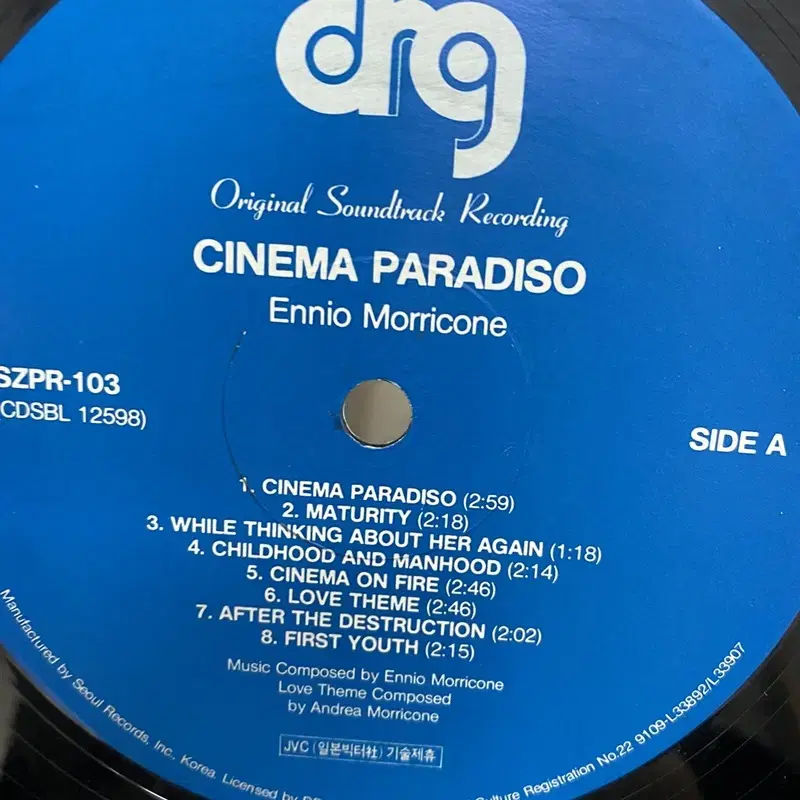 drg
Original Soundtrack Recording
CINEMA PARADISO
Ennio Morricone
SZPR-103
(CDSBL 12598)
SIDE A
1. CINEMA PARADISO (2:59)
2. MATURITY (2:18)
3. WHILE THINKING ABOUT HER AGAIN (1:18)
4. CHILDHOOD AND MANHOOD (2:14)
5. CINEMA ON FIRE (2:46)
6. LOVE THEME (2:46)
7. AFTER THE DESTRUCTION (2:02)
8. FIRST YOUTH (2:15)
Music Composed by Ennio Morricone
Love Theme Composed
by Andrea Morricone
JVC (일본빅터社) 기술제휴
Manufactured by Seoul Records, Inc., Korea. Licensed by
Registration No.22 9109-L33892/L33907